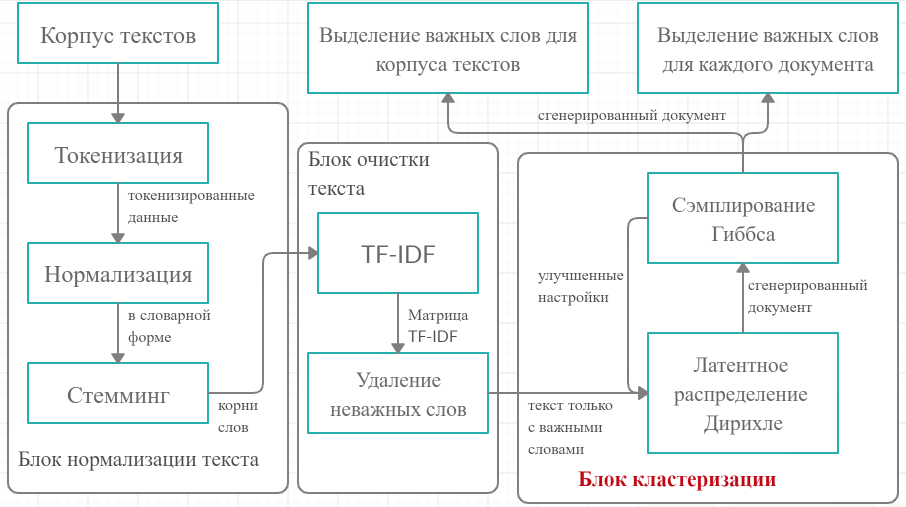 Корпус текстов
Выделение важных слов для
корпуса текстов
Выделение важных слов
для каждого документа
сгенерированный документ
Токенизация
токенизированные
данные
Нормализация
в словарной
форме
Стемминг
корни
слов
Блок нормализации текста
Блок очистки
текста
TF-IDF
Матрица
TF-IDF
Удаление
неважных слов
текст только
с важными
словами
Сэмплирование
Гиббса
улучшенные
настройки
сгенерированный
документ
Латентное
распределение
Дирихле
Блок кластеризации